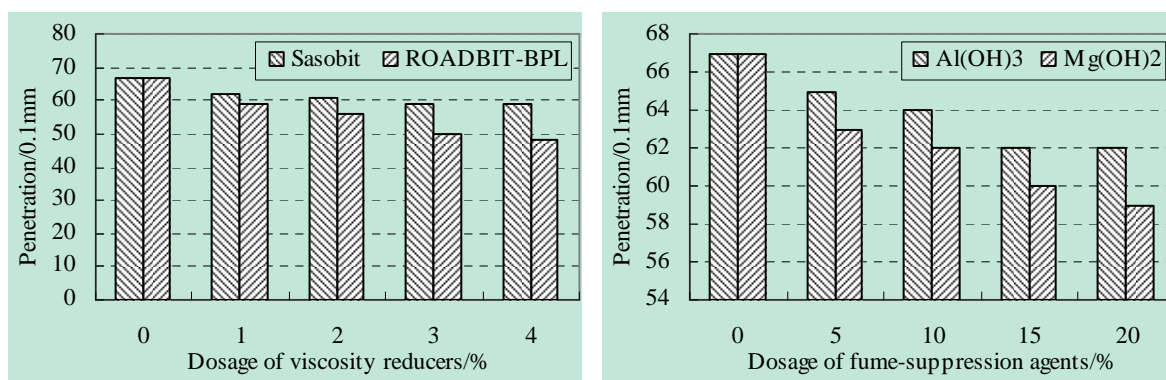 80
70
60
50
40
30
20
10
0
Penetration/0.1mm
Sasobit ROADBIT-BPL
0 1 2 3 4
Dosage of viscosity reducers/%
68
66
64
62
60
58
56
54
Penetration/0.1mm
Al(OH)3 Mg(OH)2
0 5 10 15 20
Dosage of fume-suppression agents/%